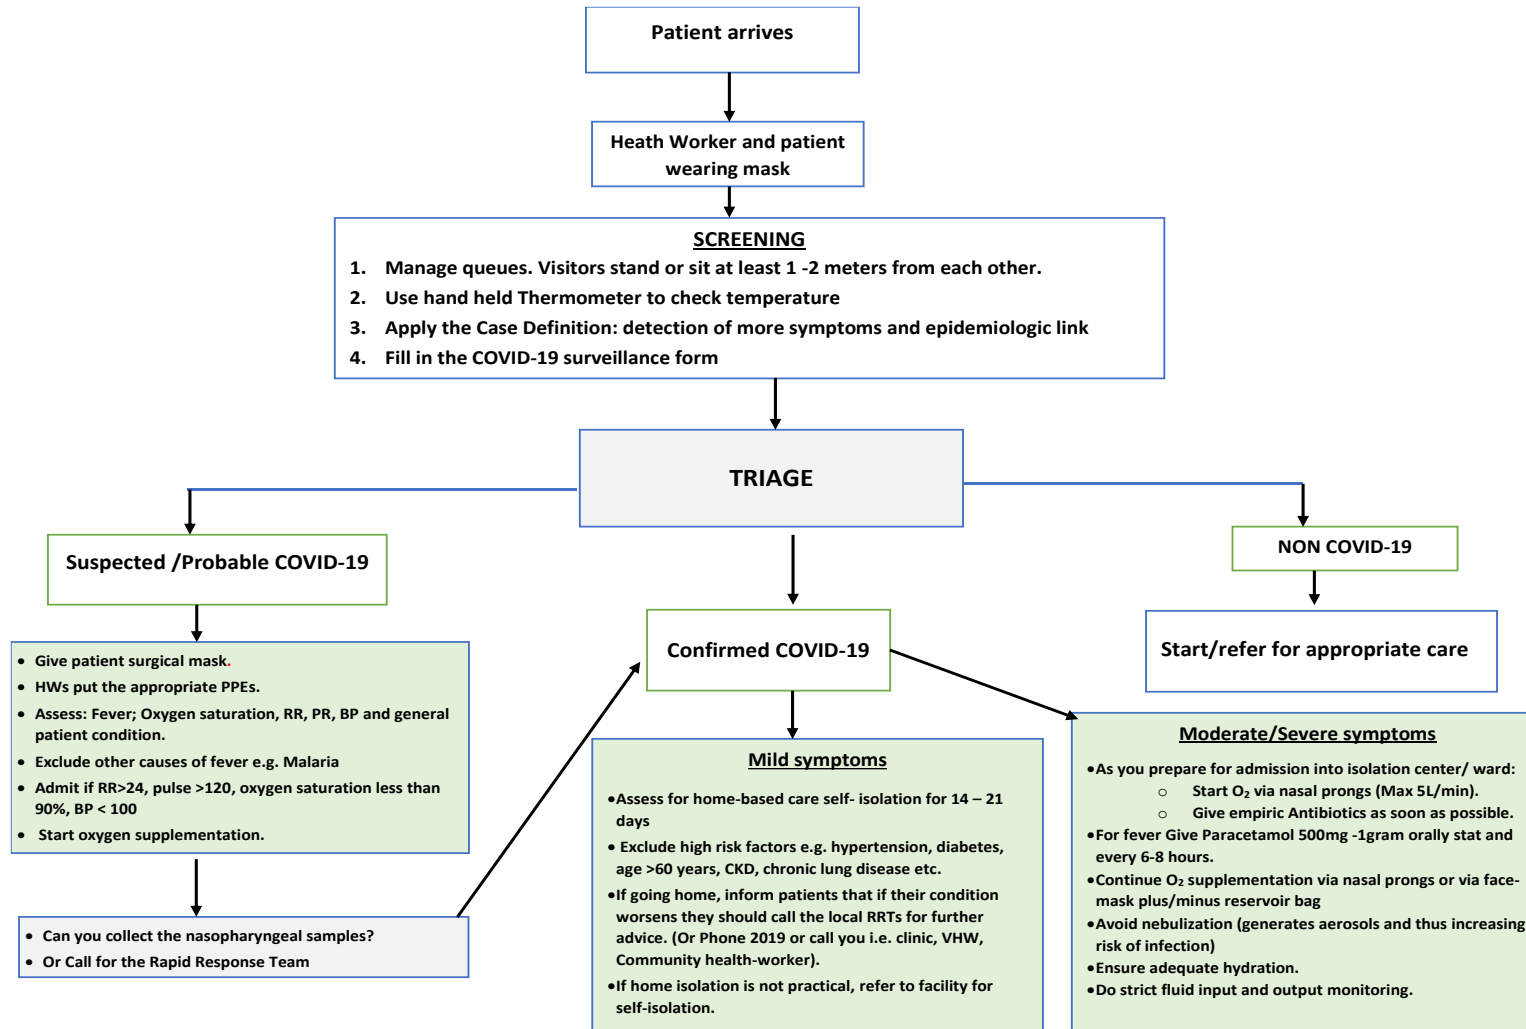 Patient arrives
Heath Worker and patient
wearing mask
SCREENING
1. Manage queues. Visitors stand or sit at least 1 -2 meters from each other.
2. Use hand held Thermometer to check temperature
3. Apply the Case Definition: detection of more symptoms and epidemiologic link
4. Fill in the COVID-19 surveillance form
TRIAGE
Suspected /Probable COVID-19
• Give patient surgical mask.
• HWs put the appropriate PPEs.
• Assess: Fever; Oxygen saturation, RR, PR, BP and general
patient condition.
• Exclude other causes of fever e.g. Malaria
• Admit if RR>24, pulse >120, oxygen saturation less than
90%, BP < 100
• Start oxygen supplementation.
• Can you collect the nasopharyngeal samples?
• Or Call for the Rapid Response Team
Confirmed COVID-19
Mild symptoms
•Assess for home-based care self- isolation for 14 – 21
days
• Exclude high risk factors e.g. hypertension, diabetes,
age >60 years, CKD, chronic lung disease etc.
•If going home, inform patients that if their condition
worsens they should call the local RRTs for further
advice. (Or Phone 2019 or call you i.e. clinic, VHW,
Community health-worker).
•If home isolation is not practical, refer to facility for
self-isolation.
NON COVID-19
Start/refer for appropriate care
Moderate/Severe symptoms
•As you prepare for admission into isolation center/ ward:
o Start O₂ via nasal prongs (Max 5L/min).
o Give empiric Antibiotics as soon as possible.
•For fever Give Paracetamol 500mg -1gram orally stat and
every 6-8 hours.
•Continue O₂ supplementation via nasal prongs or via face-
mask plus/minus reservoir bag
•Avoid nebulization (generates aerosols and thus increasing
risk of infection)
•Ensure adequate hydration.
•Do strict fluid input and output monitoring.